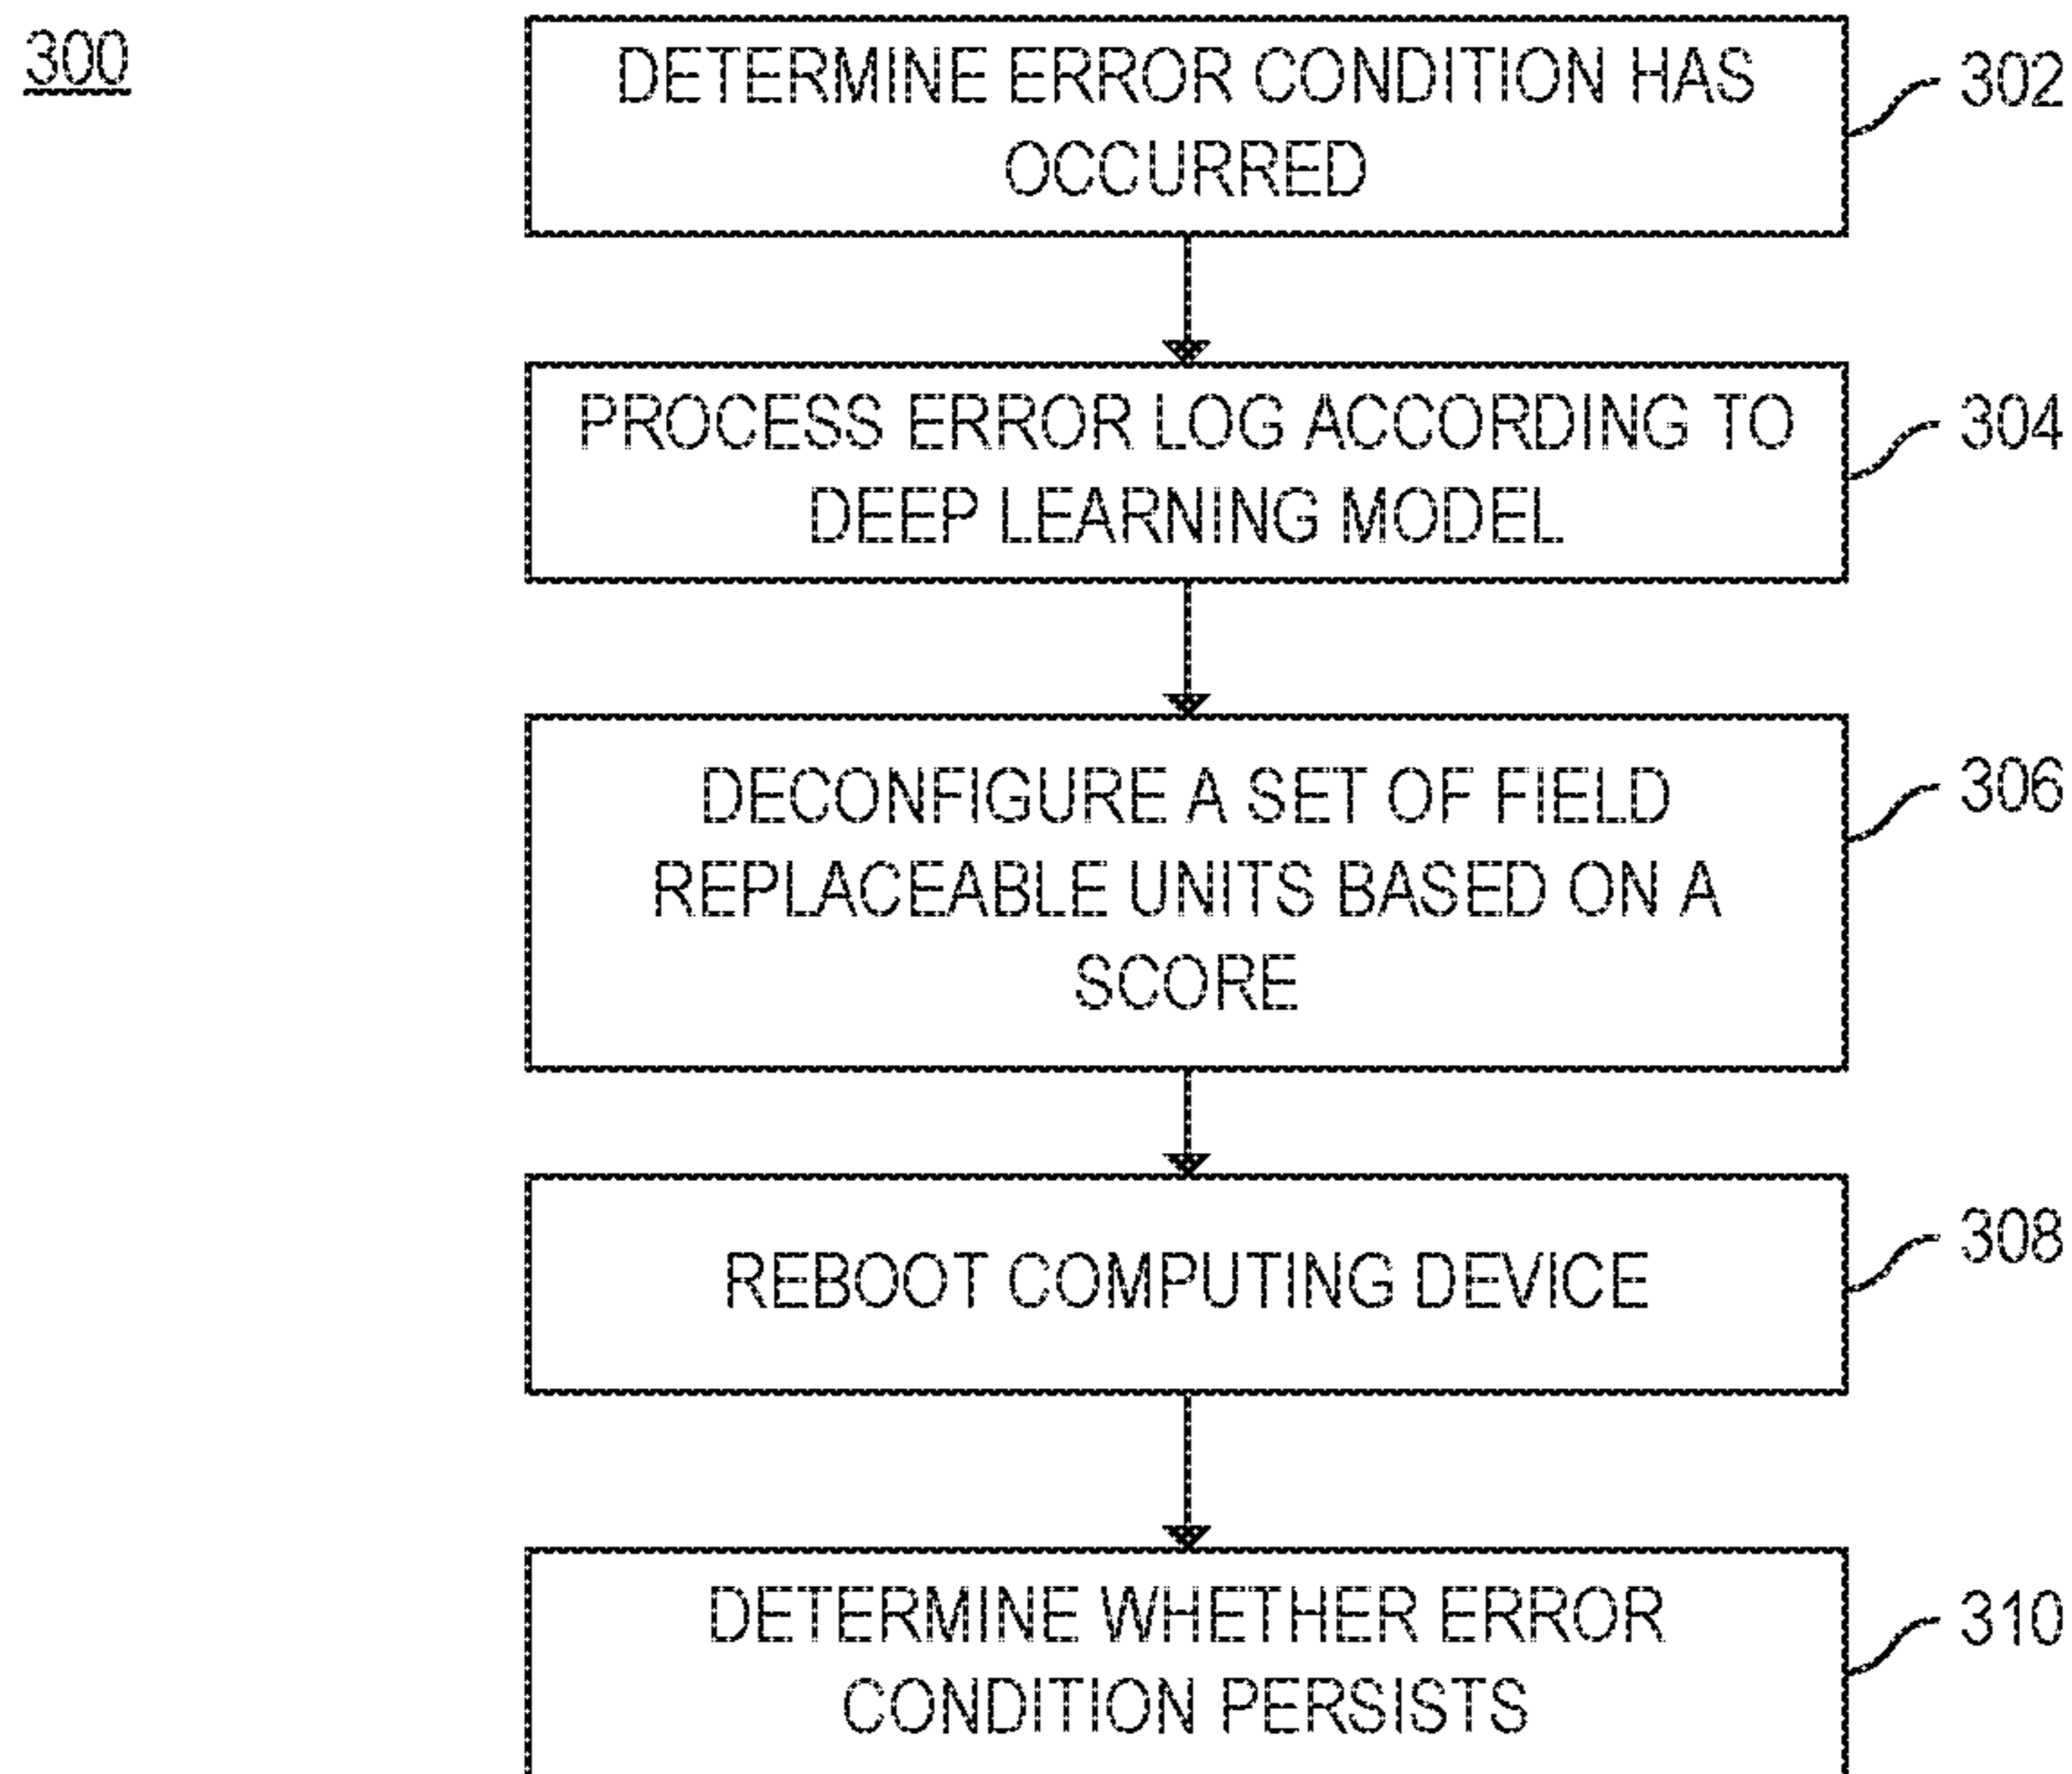 300
DETERMINE ERROR CONDITION HAS
OCCURRED
302
PROCESS ERROR LOG ACCORDING TO
DEEP LEARNING MODEL
304
DECONFIGURE A SET OF FIELD
REPLACEABLE UNITS BASED ON A
SCORE
306
REBOOT COMPUTING DEVICE
308
DETERMINE WHETHER ERROR
CONDITION PERSISTS
310